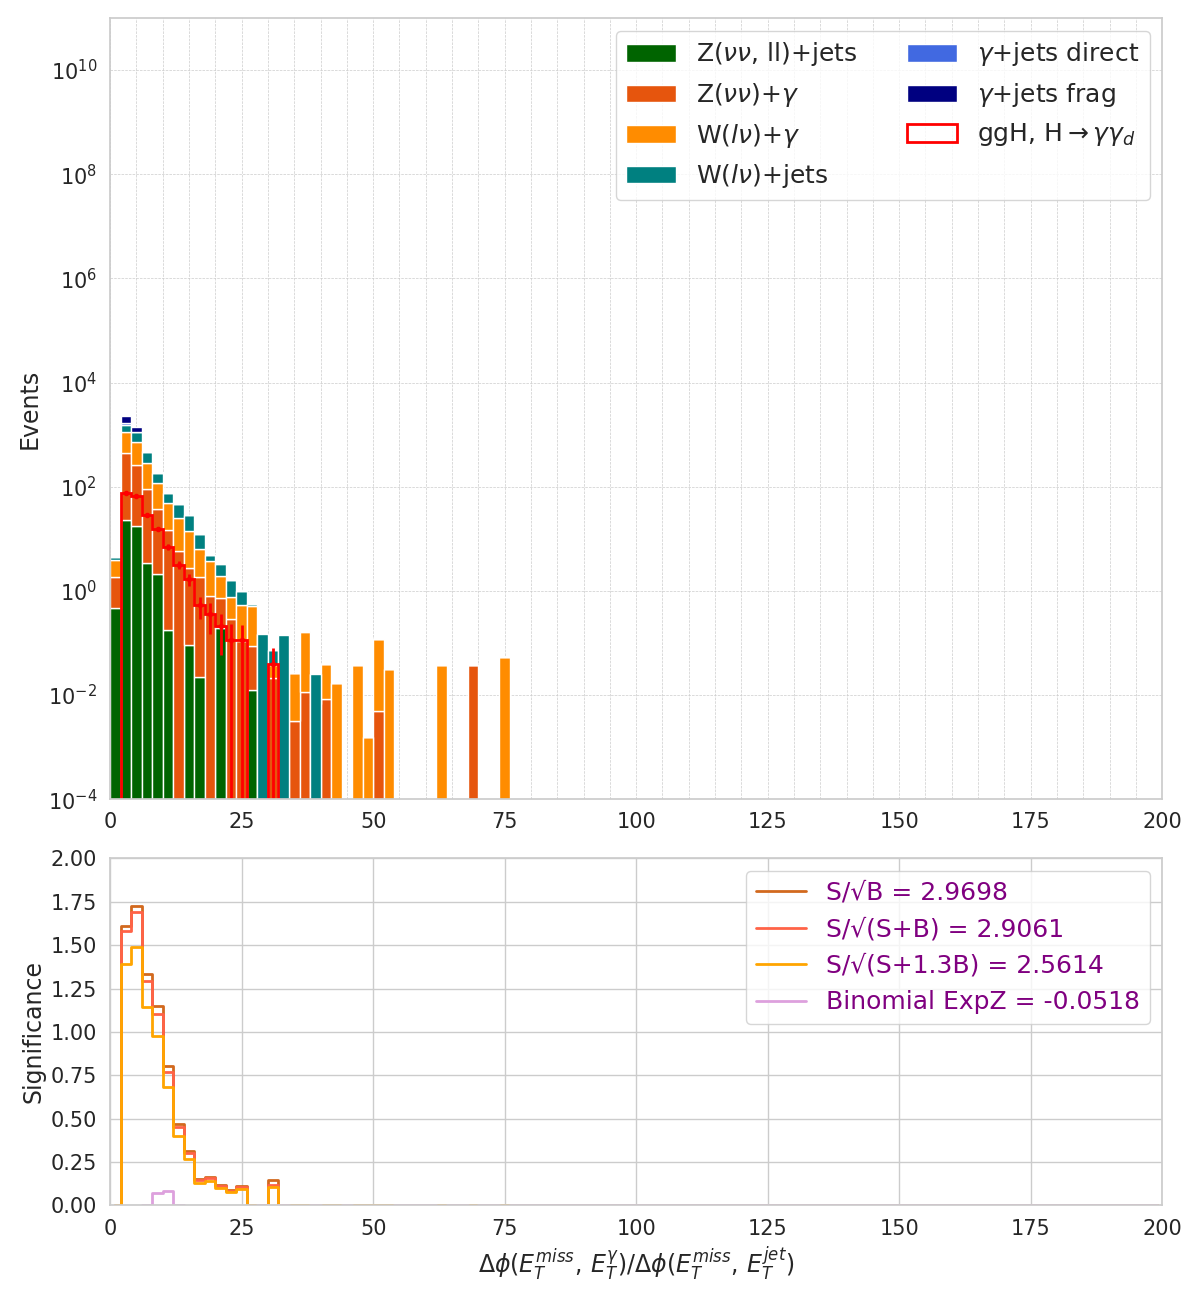 Z(νν, ll)+jets
Z(νν)+γ
W(lν)+γ
W(lν)+jets
γ+jets direct
γ+jets frag
ggH, H→γγ_d
Events
10^10
10^8
10^6
10^4
10^2
10^0
10^−2
10^−4
0 25 50 75 100 125 150 175 200
Significance
2.00
1.75
1.50
1.25
1.00
0.75
0.50
0.25
0.00
S/√B = 2.9698
S/√(S+B) = 2.9061
S/√(S+1.3B) = 2.5614
Binomial ExpZ = -0.0518
0 25 50 75 100 125 150 175 200
Δϕ(E_T^miss, E_T^γ)/Δϕ(E_T^miss, E_T^jet)